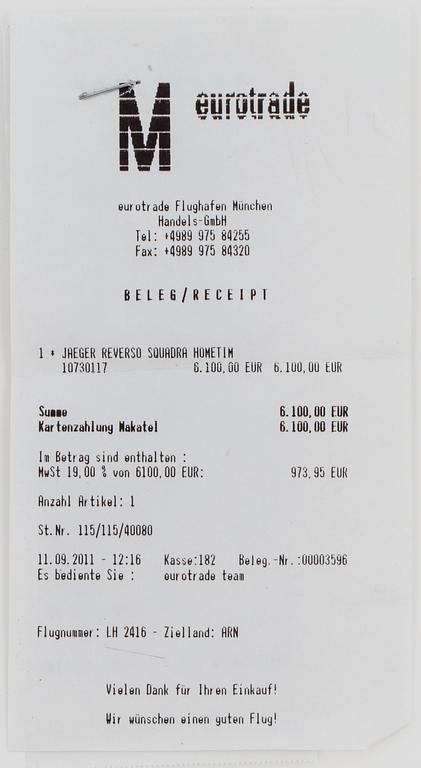 M eurotrade
eurotrade Flughafen München
Handels-GmbH
Tel: +4989 975 84255
Fax: +4989 975 84320
BELEG/RECEIPT
1 * JAEGER REVERSO SQUADRA HOMETIM
10730117 6.100,00 EUR 6.100,00 EUR
Summe 6.100,00 EUR
Kartenzahlung Makatel 6.100,00 EUR
Im Betrag sind enthalten :
MwSt 19,00 % von 6100,00 EUR: 973,95 EUR
Anzahl Artikel: 1
St.Nr. 115/115/40080
11.09.2011 - 12:16 Kasse:182 Beleg.-Nr.:00003596
Es bediente Sie : eurotrade team
Flugnummer: LH 2416 - Zielland: ARN
Vielen Dank für Ihren Einkauf!
Wir wünschen einen guten Flug!